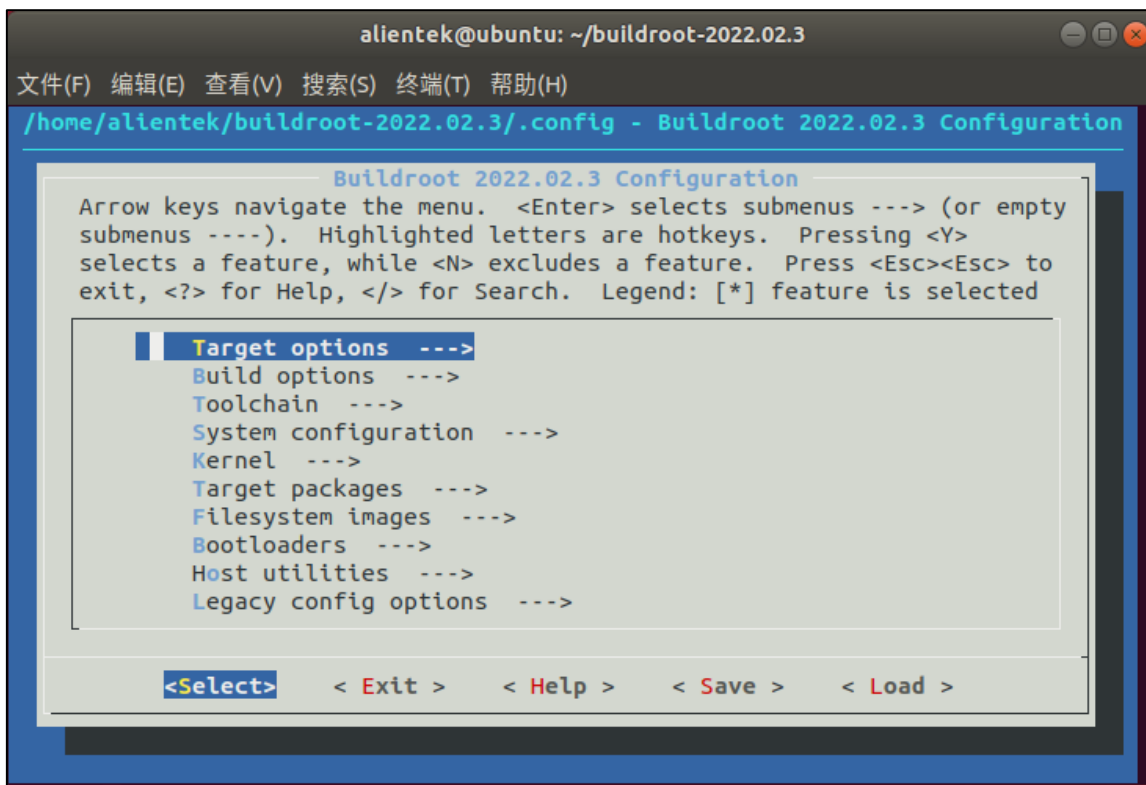 alientek@ubuntu: ~/buildroot-2022.02.3
文件(F) 编辑(E) 查看(V) 搜索(S) 终端(T) 帮助(H)
/home/alientek/buildroot-2022.02.3/.config - Buildroot 2022.02.3 Configuration
Buildroot 2022.02.3 Configuration
Arrow keys navigate the menu.  <Enter> selects submenus ---> (or empty
submenus ----).  Highlighted letters are hotkeys.  Pressing <Y>
selects a feature, while <N> excludes a feature.  Press <Esc><Esc> to
exit, <?> for Help, </> for Search.  Legend: [*] feature is selected
Target options  --->
Build options  --->
Toolchain  --->
System configuration  --->
Kernel  --->
Target packages  --->
Filesystem images  --->
Bootloaders  --->
Host utilities  --->
Legacy config options  --->
<Select>    < Exit >    < Help >    < Save >    < Load >